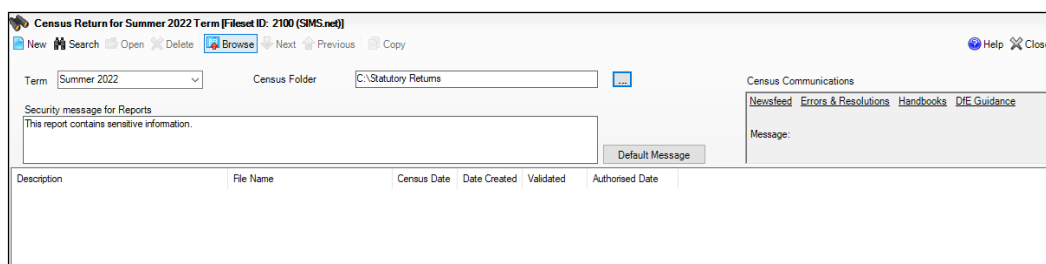 Census Return for Summer 2022 Term [Fileset ID: 2100 (SIMS.net)]
New Search Open Delete Browse Next Previous Copy Help Close
Term Summer 2022 Census Folder C:\Statutory Returns ... Census Communications
Newsfeed Errors & Resolutions Handbooks DfE Guidance
Security message for Reports
This report contains sensitive information.
Message:
Default Message
Description File Name Census Date Date Created Validated Authorised Date